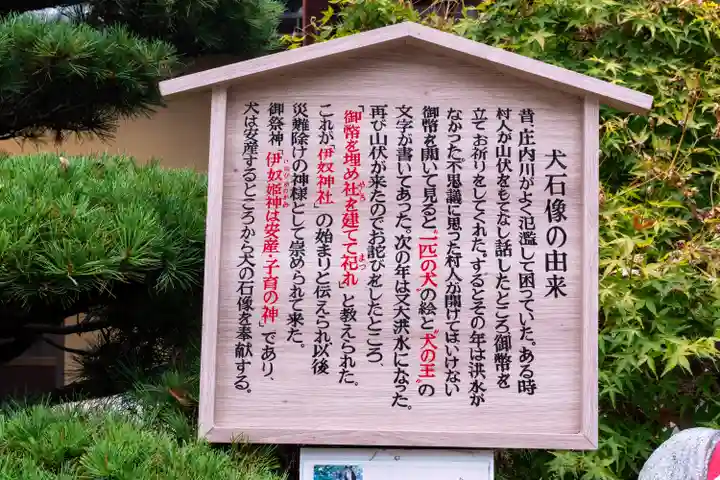 犬石像の由来
昔、庄内川がよく氾濫して困っていた。ある時
村人が山伏をもてなし話したところ、御幣を
立てお祈りをしてくれた。するとその年は洪水が
なかった。不思議に思った村人が開けてはいけない
御幣を開いて見ると“一匹の犬”の絵と“犬の王”の
文字が書いてあった。次の年は又大洪水になった。
再び山伏が来たのでお詫びをしたところ、
「御幣を埋め社を建てて祀れ」と教えられた。
これが「伊奴神社」の始まりと伝えられ以後
災難除けの神様として崇められて来た。
御祭神「伊奴姫神は安産・子育の神」であり、
犬は安産するところから犬の石像を奉献する。